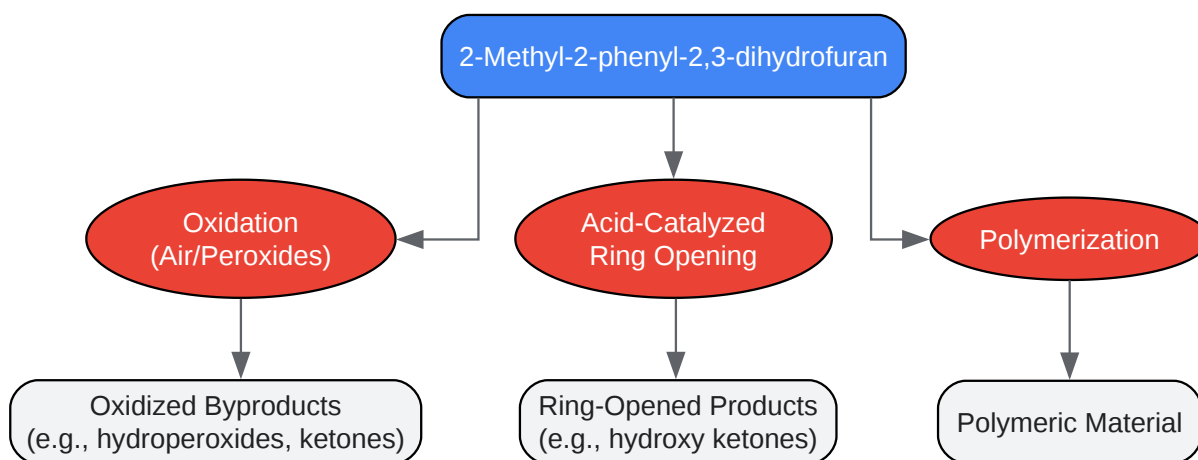 2-Methyl-2-phenyl-2,3-dihydrofuran
Oxidation
(Air/Peroxides)
Acid-Catalyzed
Ring Opening
Polymerization
Oxidized Byproducts
(e.g., hydroperoxides, ketones)
Ring-Opened Products
(e.g., hydroxy ketones)
Polymeric Material